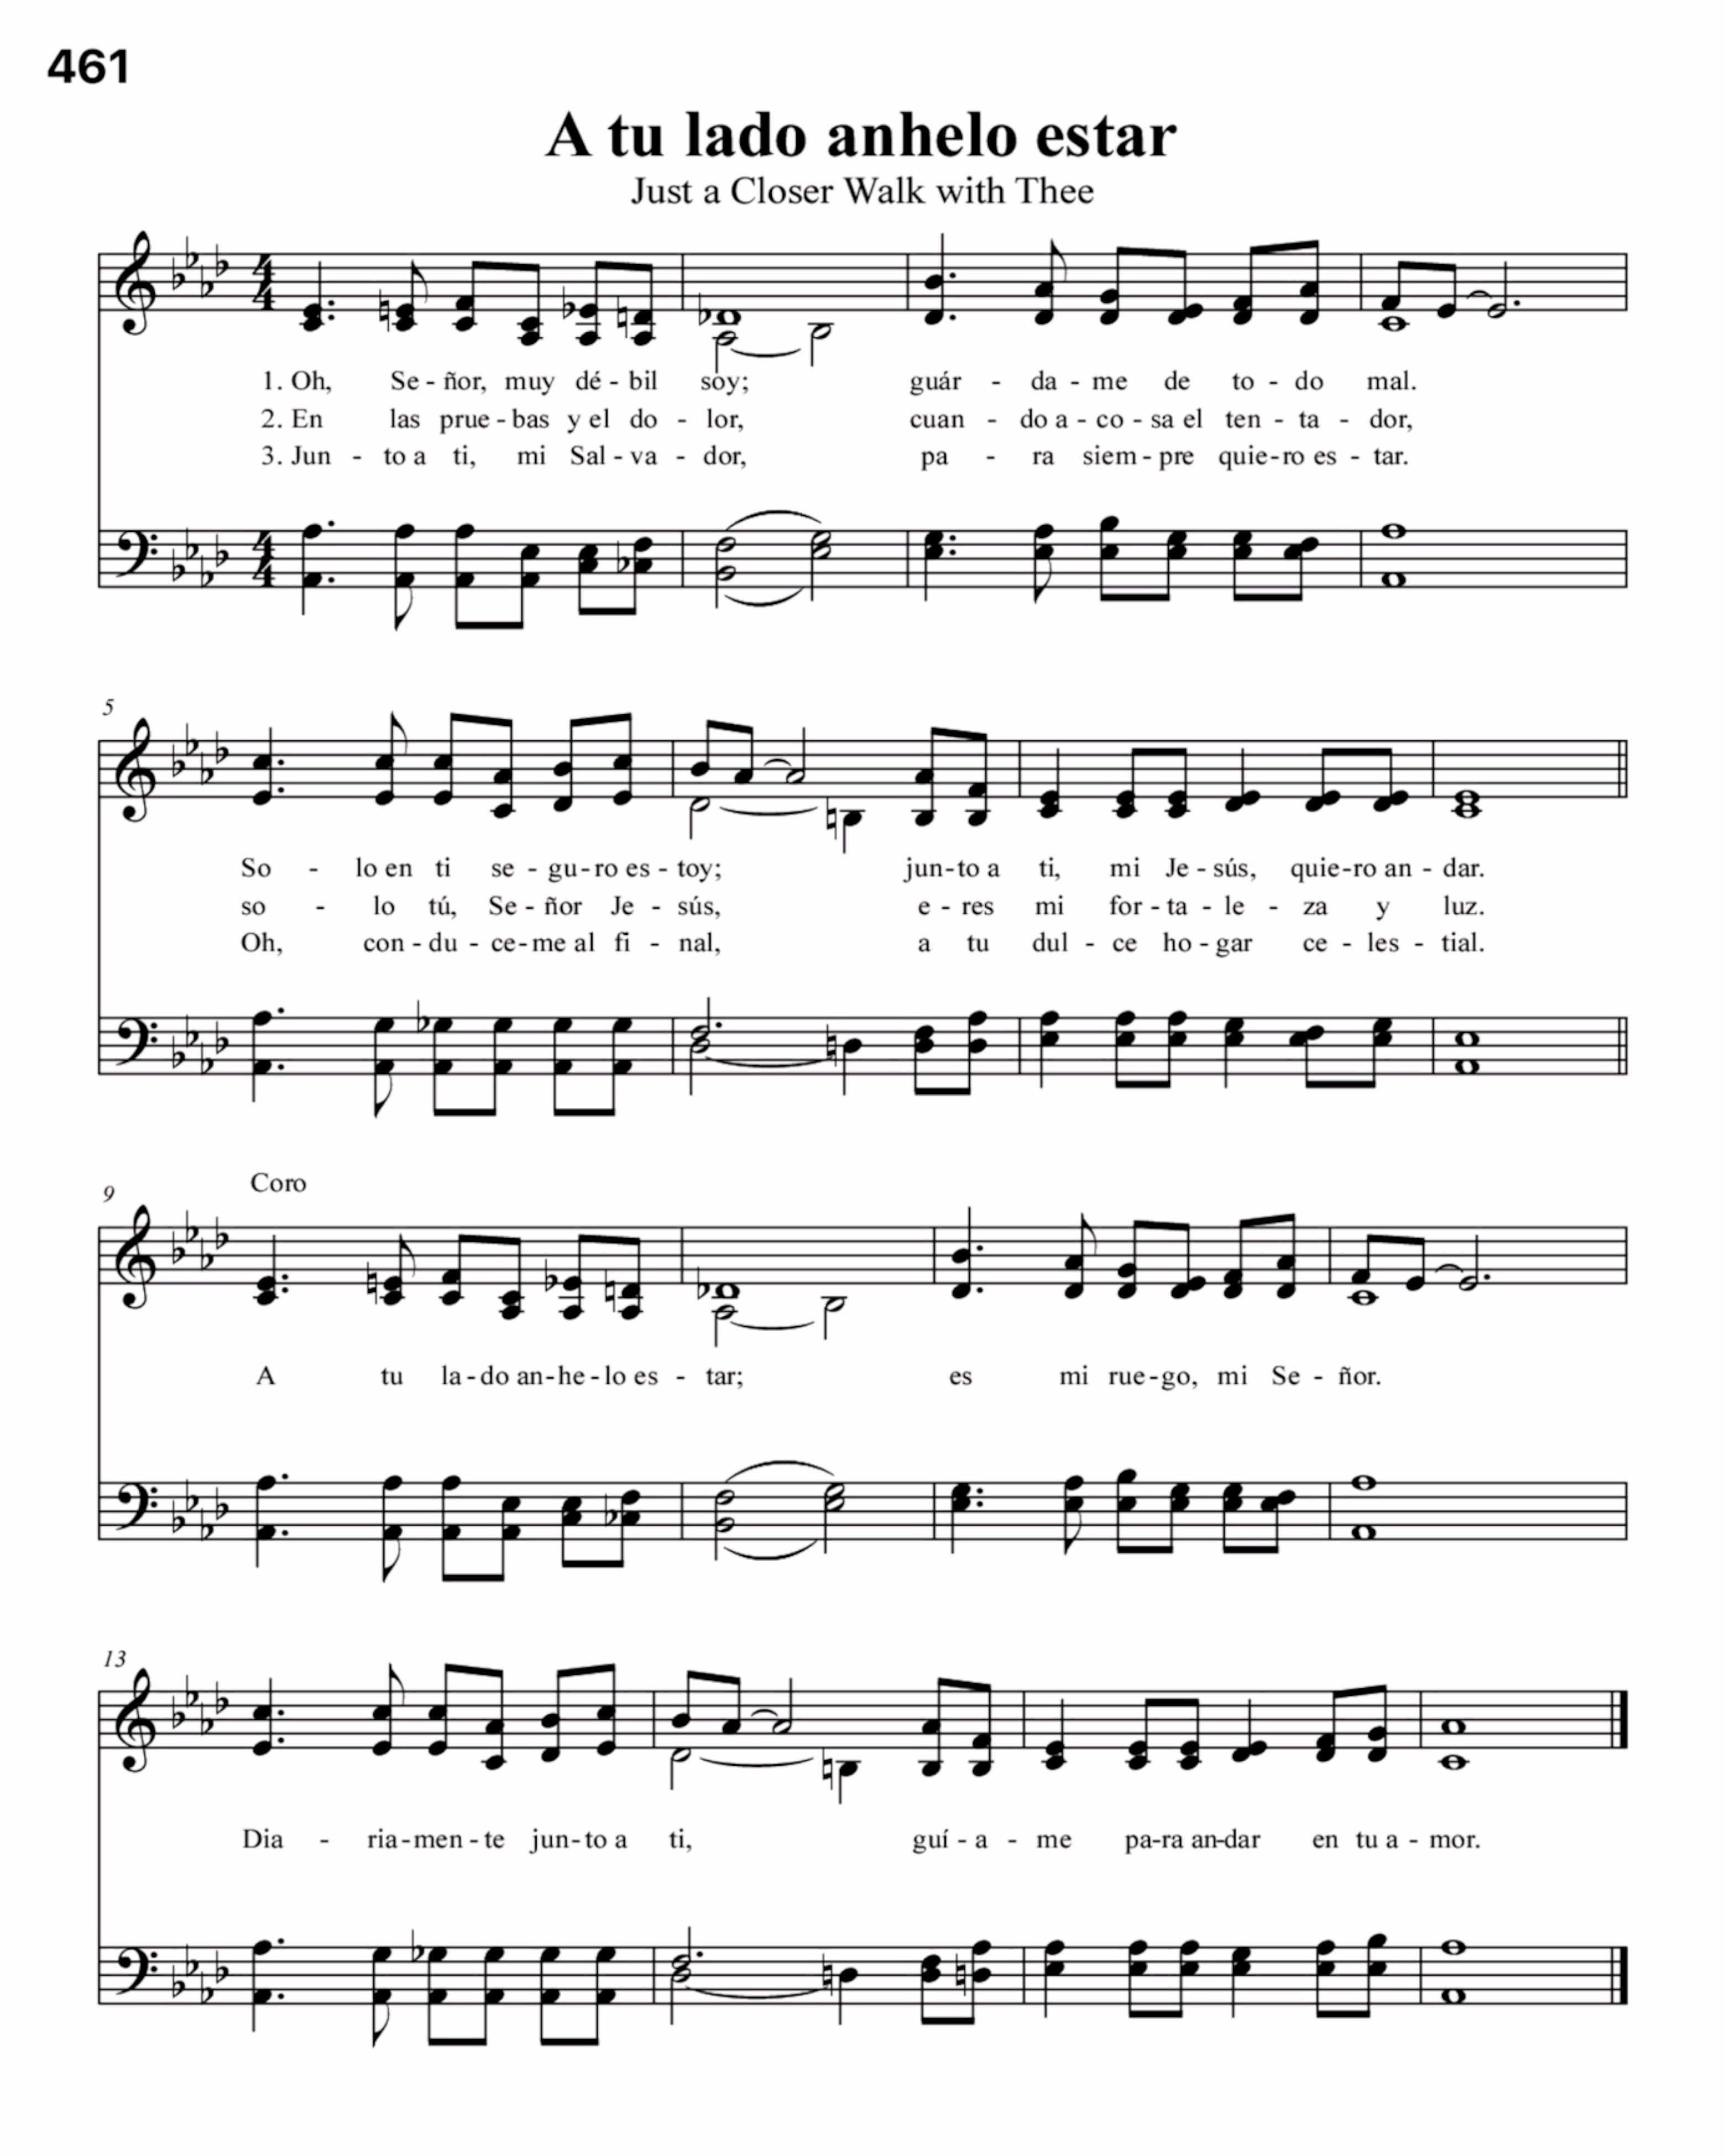 461
A tu lado anhelo estar
Just a Closer Walk with Thee
4 4
1. Oh, Se - ñor, muy dé - bil soy; guár - da - me de to - do mal.
2. En las prue - bas y el do - lor, cuan - do a - co - sa el ten - ta - dor,
3. Jun - to a ti, mi Sal - va - dor, pa - ra siem - pre quie - ro es - tar.
4 4
5
So - lo en ti se - gu - ro es - toy; jun - to a ti, mi Je - sús, quie - ro an - dar.
so - lo tú, Se - ñor Je - sús, e - res mi for - ta - le - za y luz.
Oh, con - du - ce - me al fi - nal, a tu dul - ce ho - gar ce - les - tial.
9
Coro
A tu la - do an - he - lo es - tar; es mi rue - go, mi Se - ñor.
13
Dia - ria - men - te jun - to a ti, guí - a - me pa - ra an - dar en tu a - mor.